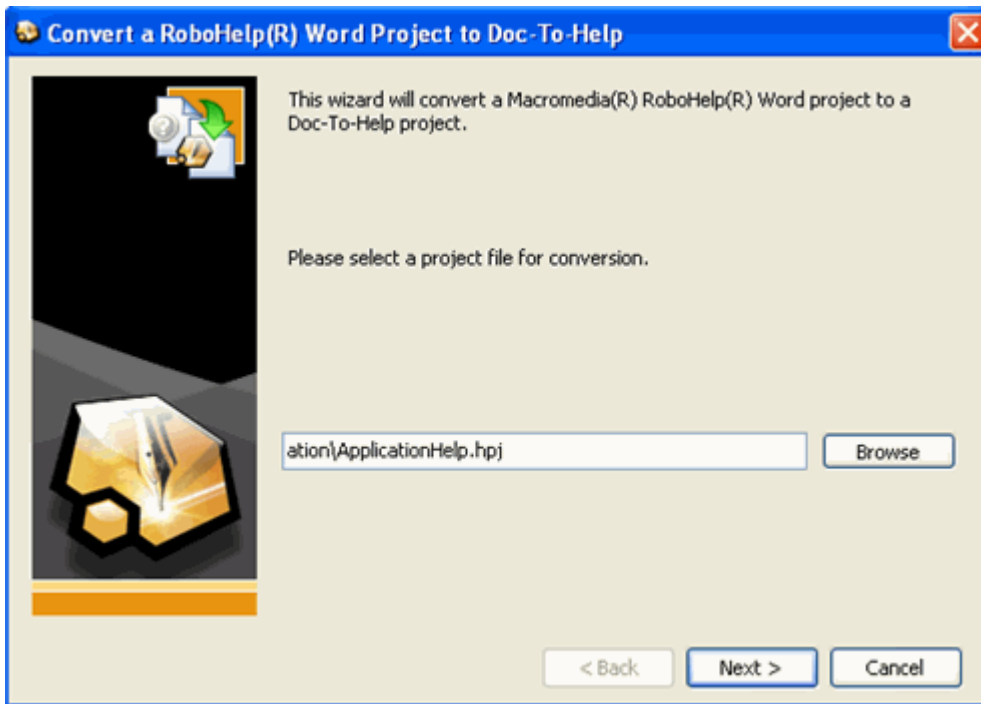 Convert a RoboHelp(R) Word Project to Doc-To-Help
This wizard will convert a Macromedia(R) RoboHelp(R) Word project to a
Doc-To-Help project.
Please select a project file for conversion.
ation\ApplicationHelp.hpj
Browse
< Back
Next >
Cancel